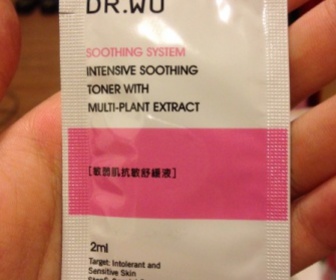 DR.WU
SOOTHING SYSTEM
INTENSIVE SOOTHING
TONER WITH
MULTI-PLANT EXTRACT
[敏弱肌抗敏舒緩液]
2ml
Target: Intolerant and
Sensitive Skin